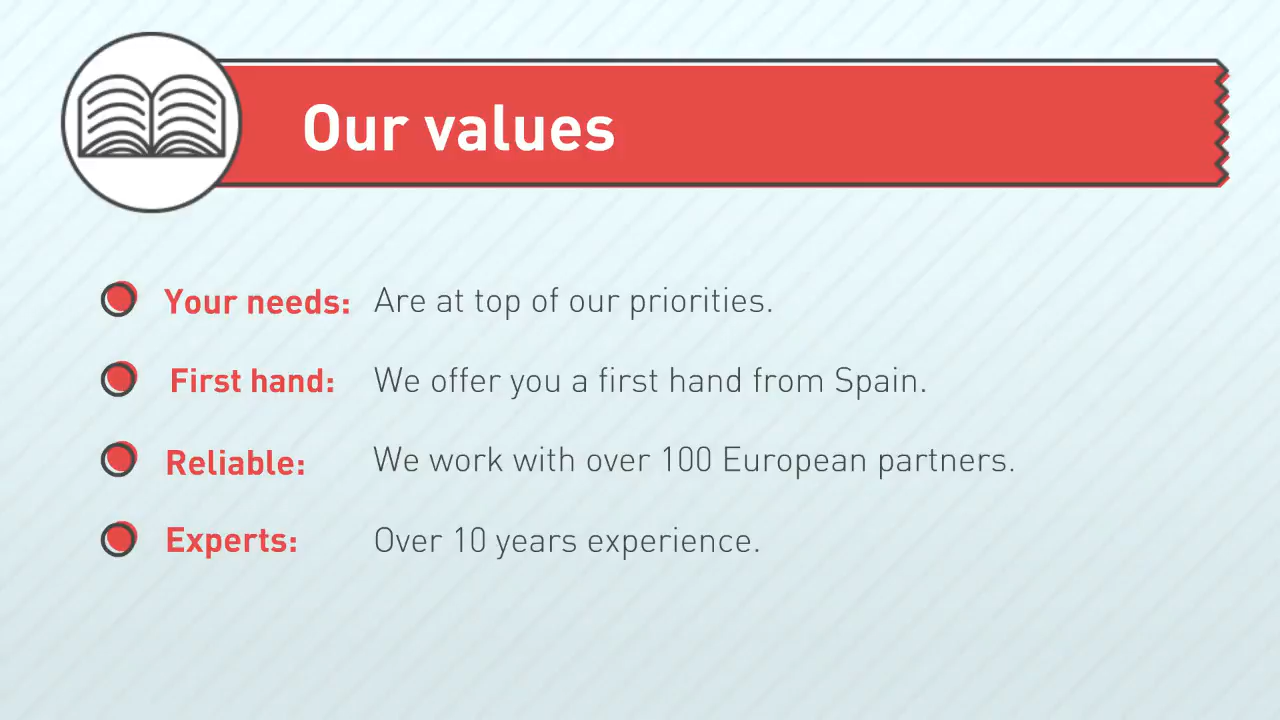 Our values
Your needs: Are at top of our priorities.
First hand: We offer you a first hand from Spain.
Reliable: We work with over 100 European partners.
Experts: Over 10 years experience.